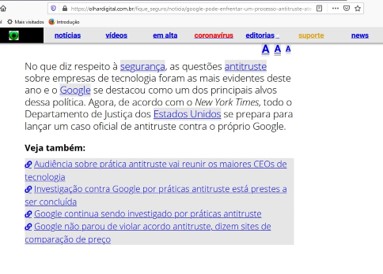 https://olhardigital.com.br/fique_seguro/noticia/google-pode-enfrentar-um-processo-antitruste-
Mais visitados Introdução
notícias vídeos em alta coronavírus editorias suporte news
A A A
No que diz respeito à segurança, as questões antitruste
sobre empresas de tecnologia foram as mais evidentes deste
ano e o Google se destacou como um dos principais alvos
dessa política. Agora, de acordo com o New York Times, todo o
Departamento de Justiça dos Estados Unidos se prepara para
lançar um caso oficial de antitruste contra o próprio Google.
Veja também:
Audiência sobre prática antitruste vai reunir os maiores CEOs de
tecnologia
Investigação contra Google por práticas antitruste está prestes a
ser concluída
Google continua sendo investigado por práticas antitruste
Google não parou de violar acordo antitruste, dizem sites de
comparação de preço